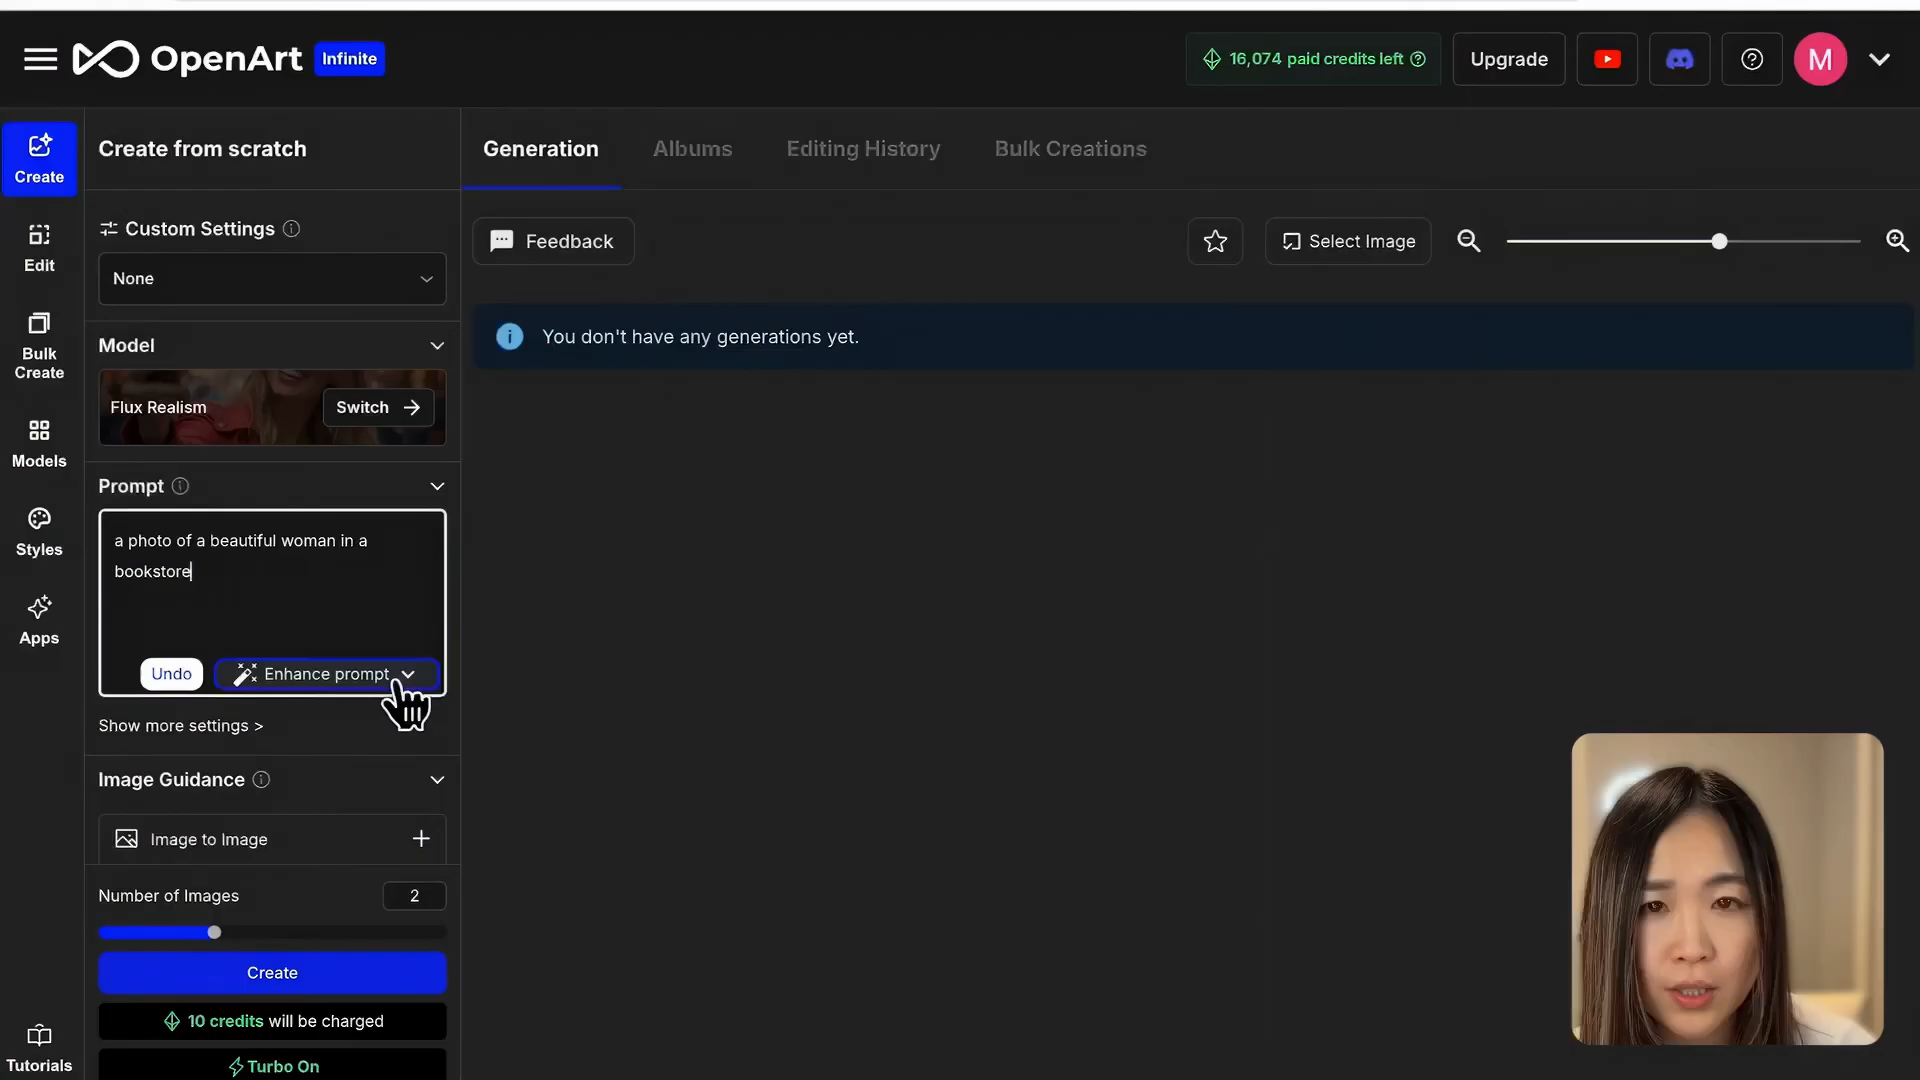 OpenArt
Infinite
16,074 paid credits left
Upgrade
M
Create
Edit
Bulk
Create
Models
Styles
Apps
Tutorials
Create from scratch
Custom Settings
None
Model
Flux Realism
Switch
Prompt
a photo of a beautiful woman in a
bookstore
Undo
Enhance prompt
Show more settings >
Image Guidance
Image to Image
Number of Images
2
Create
10 credits will be charged
Turbo On
Generation
Albums
Editing History
Bulk Creations
Feedback
Select Image
You don't have any generations yet.